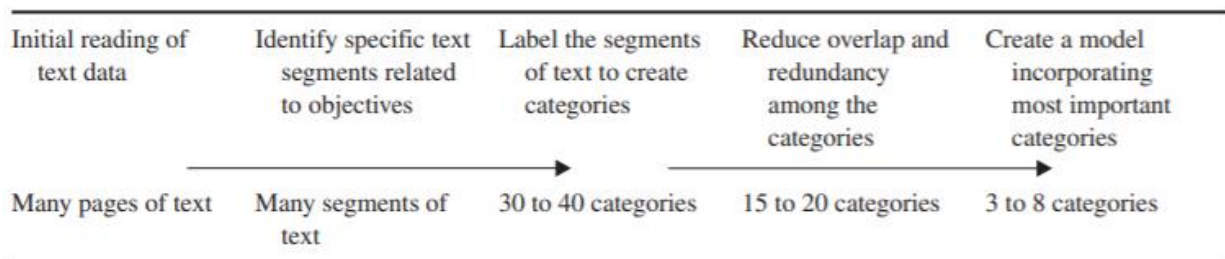 Initial reading of
text data
Identify specific text
segments related
to objectives
Label the segments
of text to create
categories
Reduce overlap and
redundancy
among the
categories
Create a model
incorporating
most important
categories
Many pages of text
Many segments of
text
30 to 40 categories
15 to 20 categories
3 to 8 categories